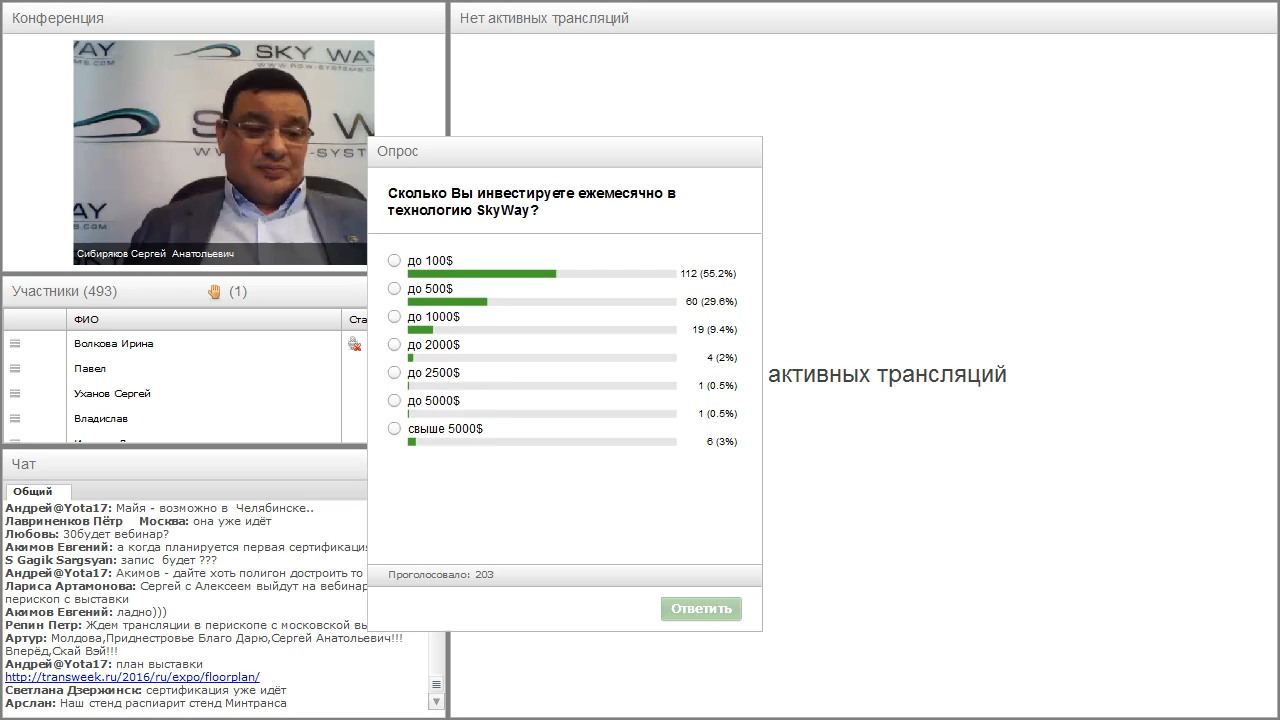 Конференция
SKY WAY
WWW.RSW-SYSTEMS.COM
Сибиряков Сергей Анатольевич
Участники (493)
(1)
ФИО
Ста
Волкова Ирина
Павел
Уханов Сергей
Владислав
Чат
Общий
Андрей@Yota17: Майя - возможно в Челябинске..
Лавриненков Пётр Москва: она уже идёт
Любовь: 30будет вебинар?
Акимов Евгений: а когда планируется первая сертификация
S Gagik Sargsyan: запис будет ???
Андрей@Yota17: Акимов - дайте хоть полигон достроить то
Лариса Артамонова: Сергей с Алексеем выйдут на вебинар
перископ с выставки
Акимов Евгений: ладно)))
Репин Петр: Ждем трансляции в перископе с московской вы
Артур: Молдова,Приднестровье Благо Дарю,Сергей Анатольевич!!!
Вперёд,Скай Вэй!!!
Андрей@Yota17: план выставки
http://transweek.ru/2016/ru/expo/floorplan/
Светлана Дзержинск: сертификация уже идёт
Арслан: Наш стенд распиарит стенд Минтранса
Нет активных трансляций
активных трансляций
Опрос
Сколько Вы инвестируете ежемесячно в
технологию SkyWay?
до 100$
112 (55.2%)
до 500$
60 (29.6%)
до 1000$
19 (9.4%)
до 2000$
4 (2%)
до 2500$
1 (0.5%)
до 5000$
1 (0.5%)
свыше 5000$
6 (3%)
Проголосовало: 203
Ответить